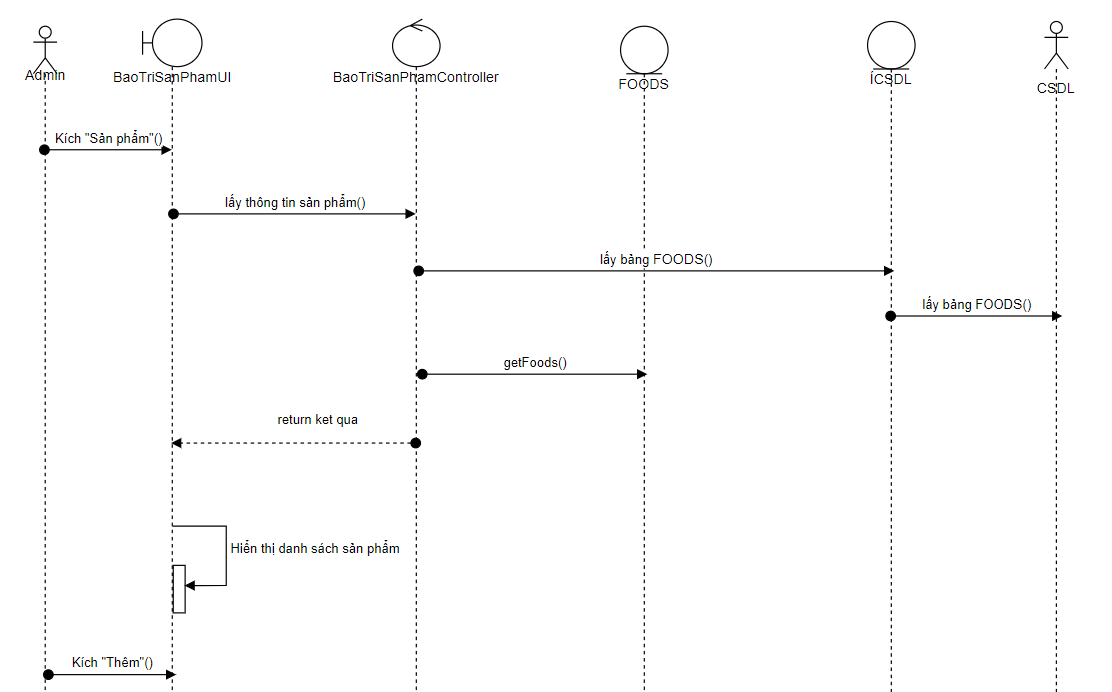 Admin
BaoTriSanPhamUI
BaoTriSanPhamController
FOODS
ÍCSDL
CSDL
Kích "Sản phẩm"()
lấy thông tin sản phẩm()
lấy bảng FOODS()
lấy bảng FOODS()
getFoods()
return ket qua
Hiển thị danh sách sản phẩm
Kích "Thêm"()